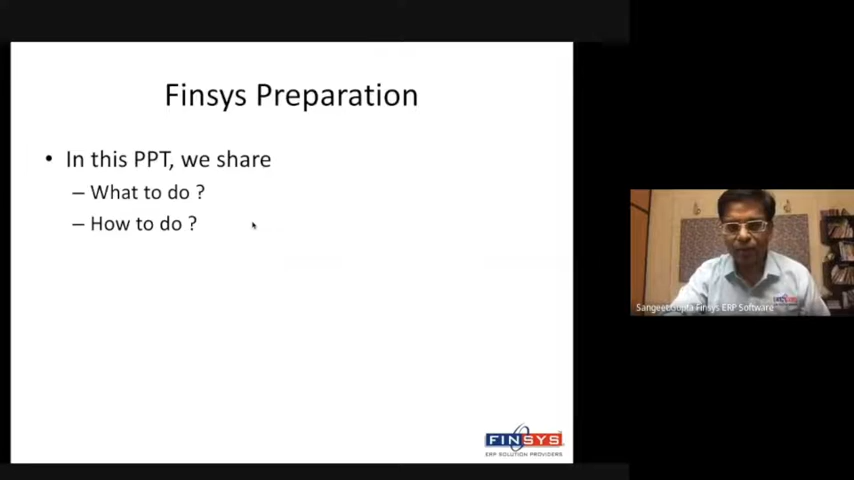 Finsys Preparation
• In this PPT, we share
– What to do ?
– How to do ?
Sangeet Gupta Finsys ERP Software
FINSYS
ERP SOLUTION PROVIDERS